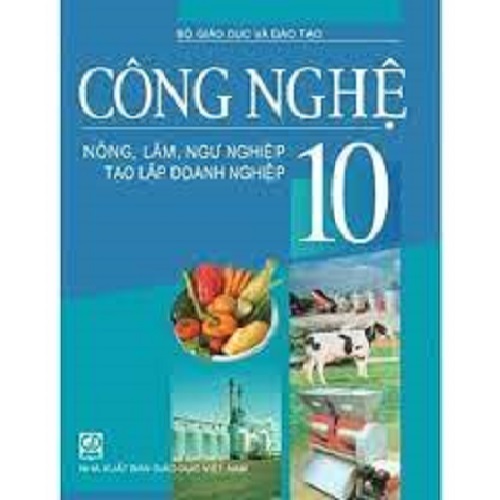 BỘ GIÁO DỤC VÀ ĐÀO TẠO
CÔNG NGHỆ
NÔNG, LÂM, NGƯ NGHIỆP
TẠO LẬP DOANH NGHIỆP
10
NHÀ XUẤT BẢN GIÁO DỤC VIỆT NAM